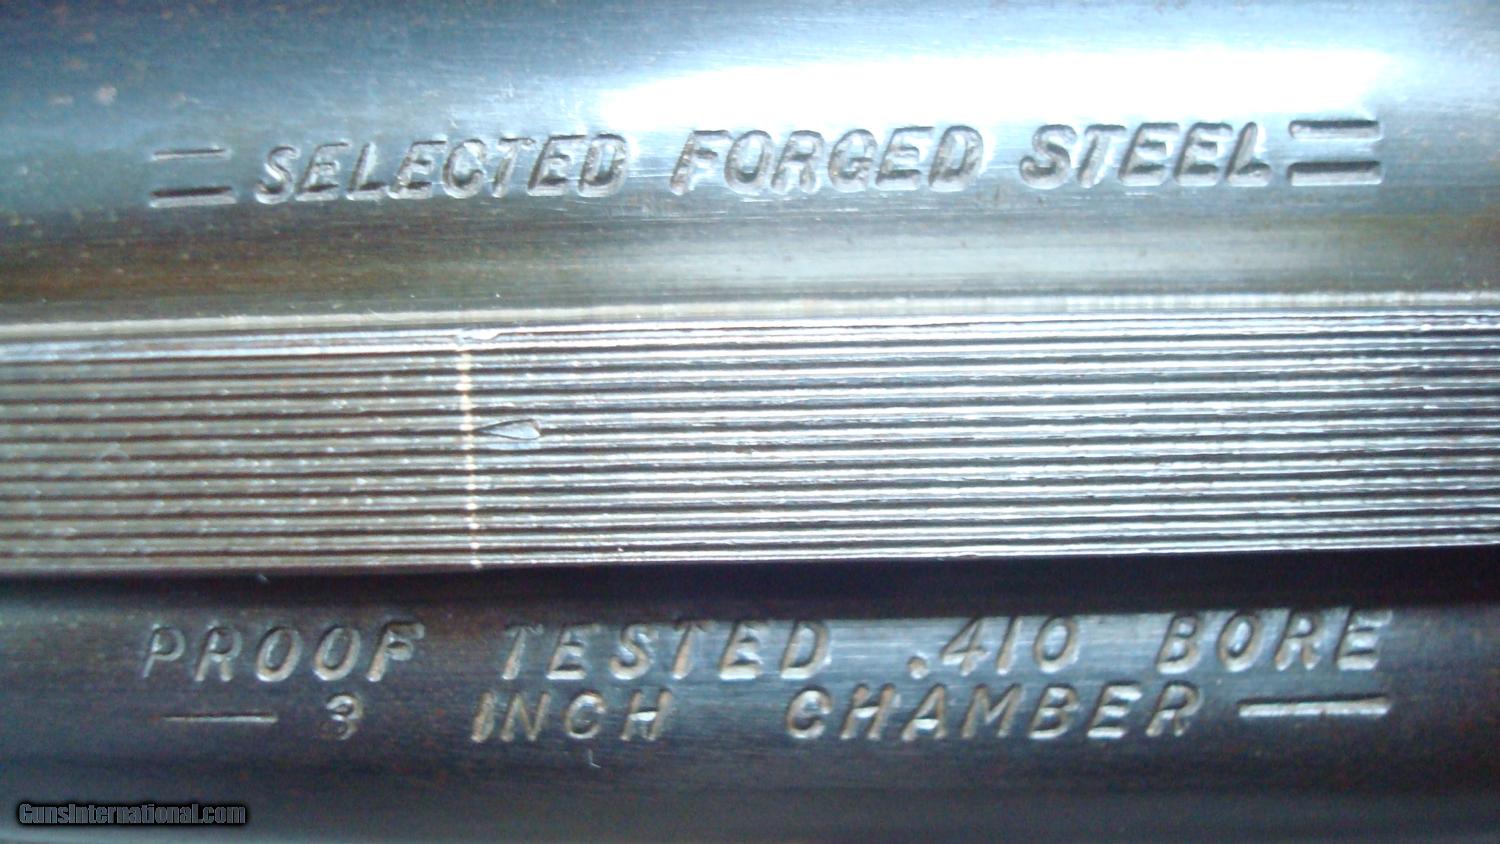 = SELECTED FORGED STEEL =
PROOF TESTED .410 BORE
— 3 INCH CHAMBER —
GunsInternational.com